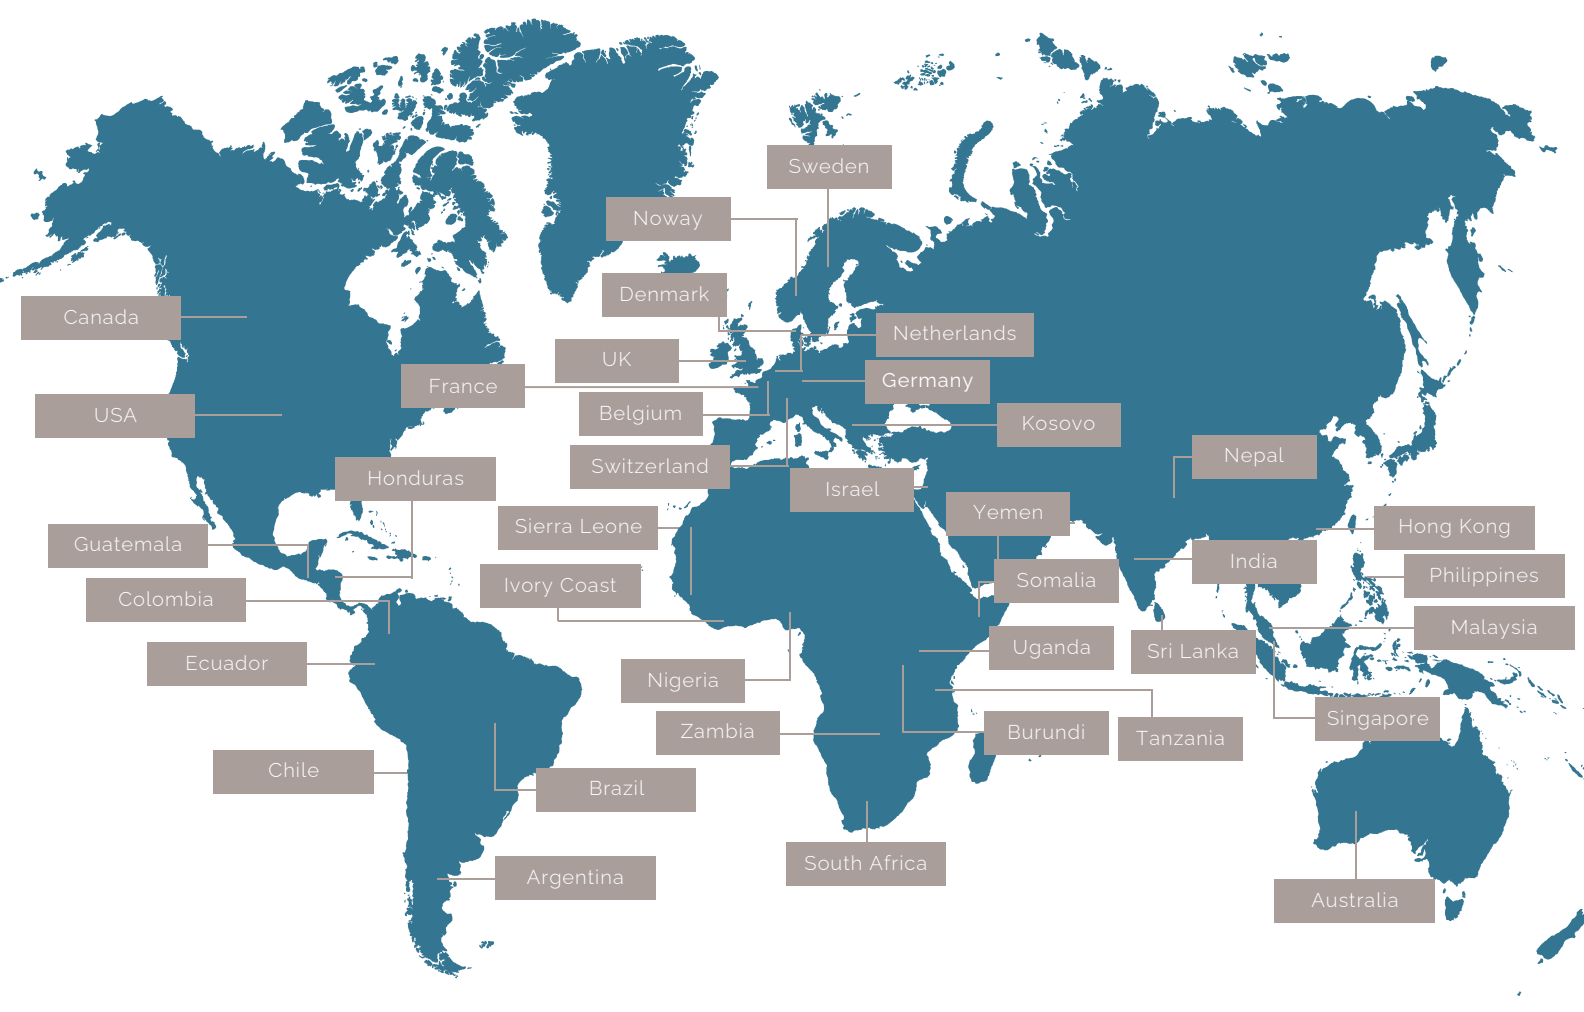 Sweden
Noway
Denmark
Canada
Netherlands
UK
Germany
France
USA
Belgium
Kosovo
Nepal
Switzerland
Honduras
Israel
Yemen
Sierra Leone
Hong Kong
Guatemala
India
Philippines
Somalia
Ivory Coast
Colombia
Malaysia
Uganda
Sri Lanka
Ecuador
Nigeria
Singapore
Zambia
Burundi
Tanzania
Chile
Brazil
South Africa
Argentina
Australia